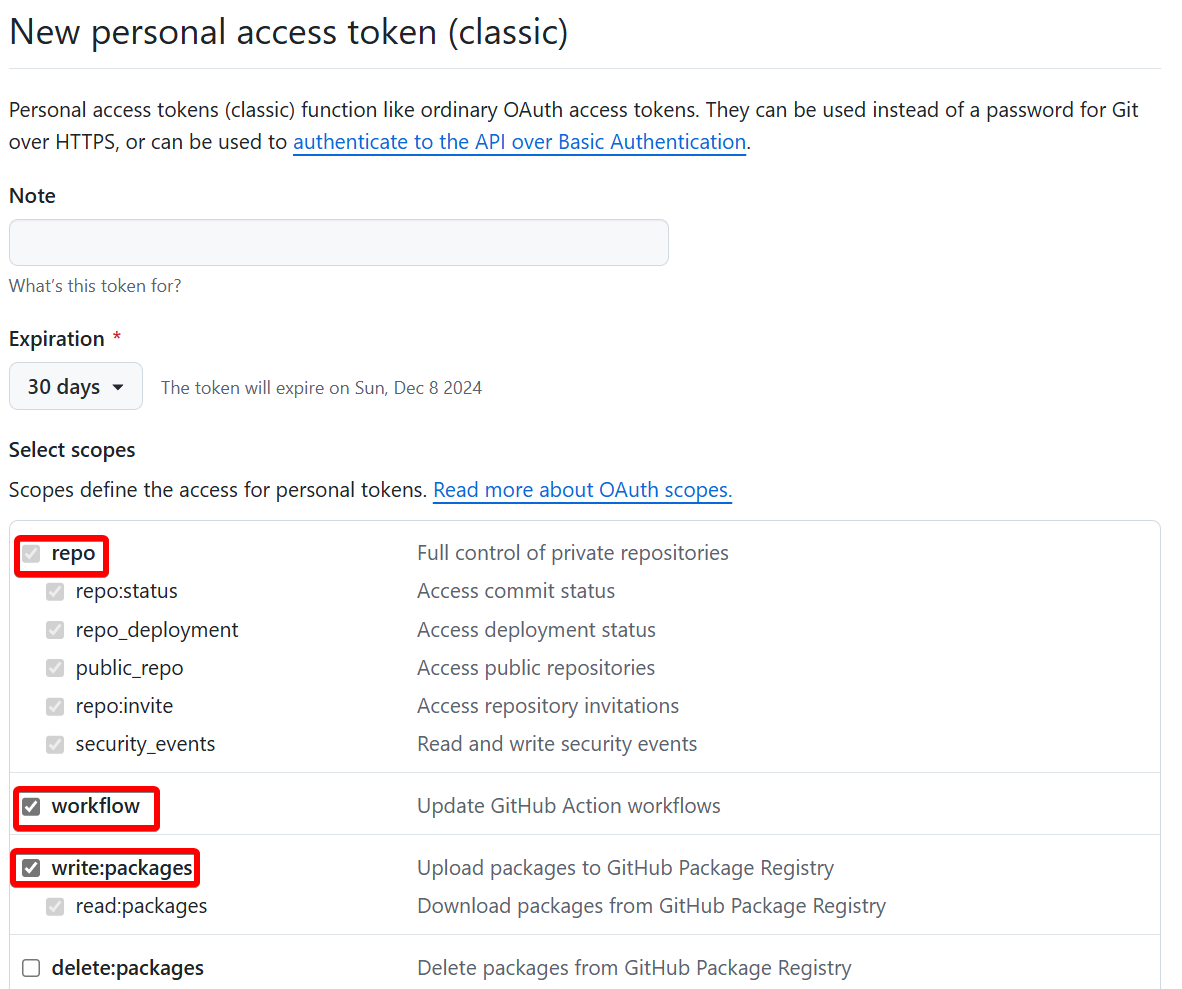 New personal access token (classic)
Personal access tokens (classic) function like ordinary OAuth access tokens. They can be used instead of a password for Git
over HTTPS, or can be used to authenticate to the API over Basic Authentication.
Note
What's this token for?
Expiration *
30 days The token will expire on Sun, Dec 8 2024
Select scopes
Scopes define the access for personal tokens. Read more about OAuth scopes.
repo Full control of private repositories
repo:status Access commit status
repo_deployment Access deployment status
public_repo Access public repositories
repo:invite Access repository invitations
security_events Read and write security events
workflow Update GitHub Action workflows
write:packages Upload packages to GitHub Package Registry
read:packages Download packages from GitHub Package Registry
delete:packages Delete packages from GitHub Package Registry